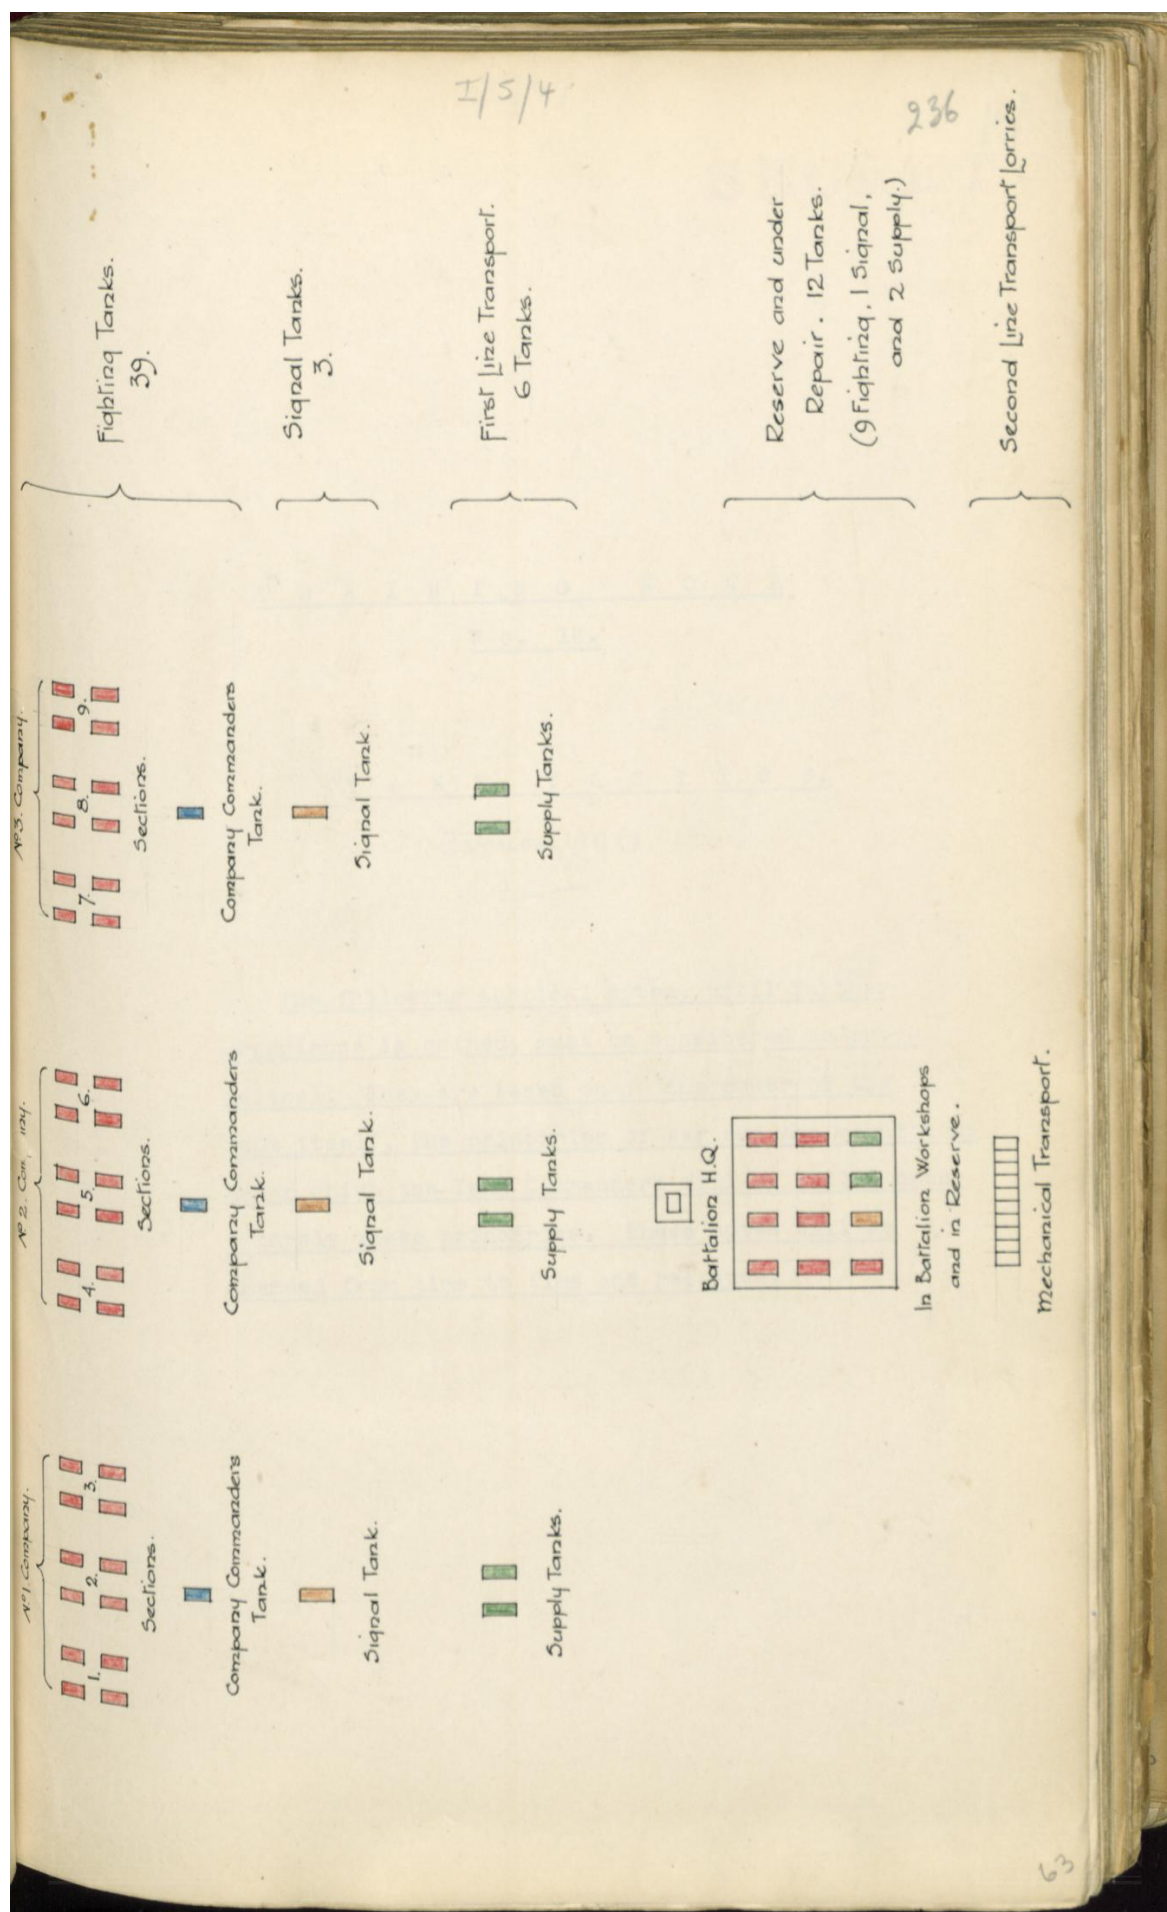 I/5/4
236
No 1. Company.
No 2. Com
No 3. Company.
1. 2. 3.
4. 5. 6.
7. 8. 9.
Sections.
Sections.
Sections.
Fighting Tanks.
39.
Company Commanders
Tank.
Company Commanders
Tank.
Company Commanders
Tank.
Signal Tank.
Signal Tank.
Signal Tank.
Signal Tanks.
3.
Supply Tanks.
Supply Tanks.
Supply Tanks.
First Line Transport.
6 Tanks.
Battalion H.Q.
In Battalion Workshops
and in Reserve.
Reserve and under
Repair. 12 Tanks.
(9 Fighting, 1 Signal,
and 2 Supply.)
Mechanical Transport.
Second Line Transport Lorries.
63